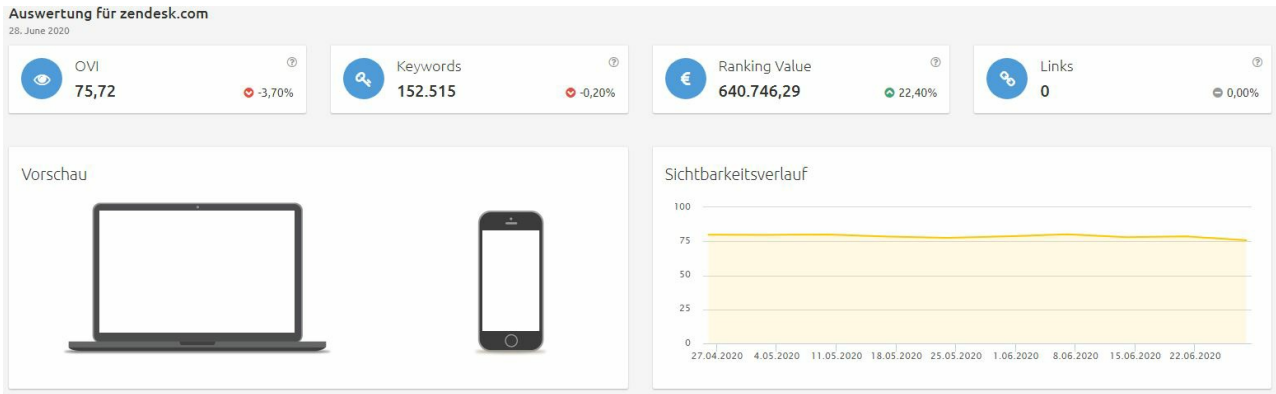 Auswertung für zendesk.com
28. June 2020
OVI
75,72
-3,70%
Keywords
152.515
-0,20%
Ranking Value
640.746,29
22,40%
Links
0
0,00%
Vorschau
Sichtbarkeitsverlauf
100
75
50
25
0
27.04.2020 4.05.2020 11.05.2020 18.05.2020 25.05.2020 1.06.2020 8.06.2020 15.06.2020 22.06.2020